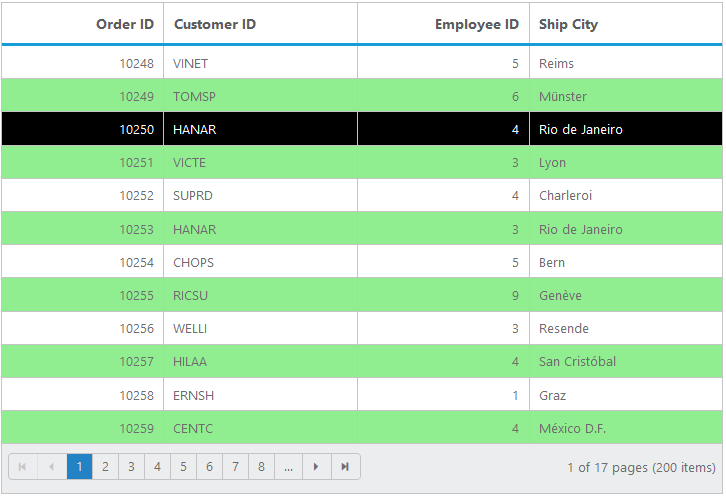 Order ID Customer ID Employee ID Ship City
10248 VINET 5 Reims
10249 TOMSP 6 Münster
10250 HANAR 4 Rio de Janeiro
10251 VICTE 3 Lyon
10252 SUPRD 4 Charleroi
10253 HANAR 3 Rio de Janeiro
10254 CHOPS 5 Bern
10255 RICSU 9 Genève
10256 WELLI 3 Resende
10257 HILAA 4 San Cristóbal
10258 ERNSH 1 Graz
10259 CENTC 4 México D.F.
1 2 3 4 5 6 7 8 ... 1 of 17 pages (200 items)